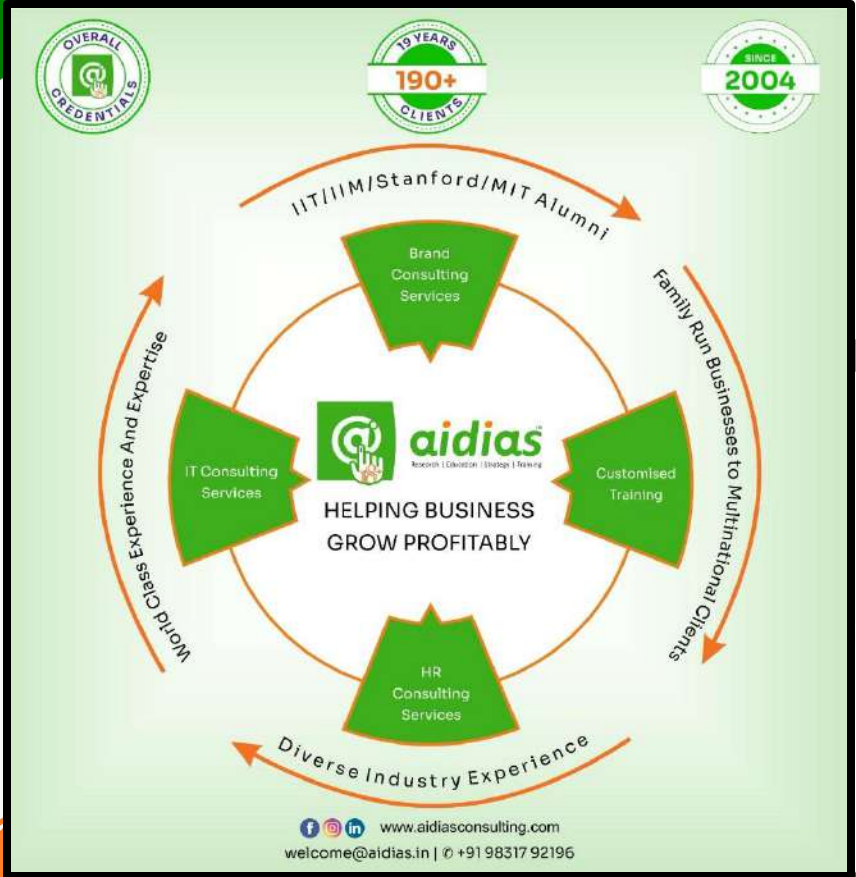 OVERALL
CREDENTIALS
19 YEARS
190+
CLIENTS
SINCE
2004
IIT/IIM/Stanford/MIT Alumni
Brand
Consulting
Services
Family Run Businesses to Multinational Clients
World Class Experience And Expertise
IT Consulting
Services
aidias™
Research | Education | Strategy | Training
HELPING BUSINESS
GROW PROFITABLY
Customised
Training
HR
Consulting
Services
Diverse Industry Experience
www.aidiasconsulting.com
welcome@aidias.in | ✆ +91 98317 92196